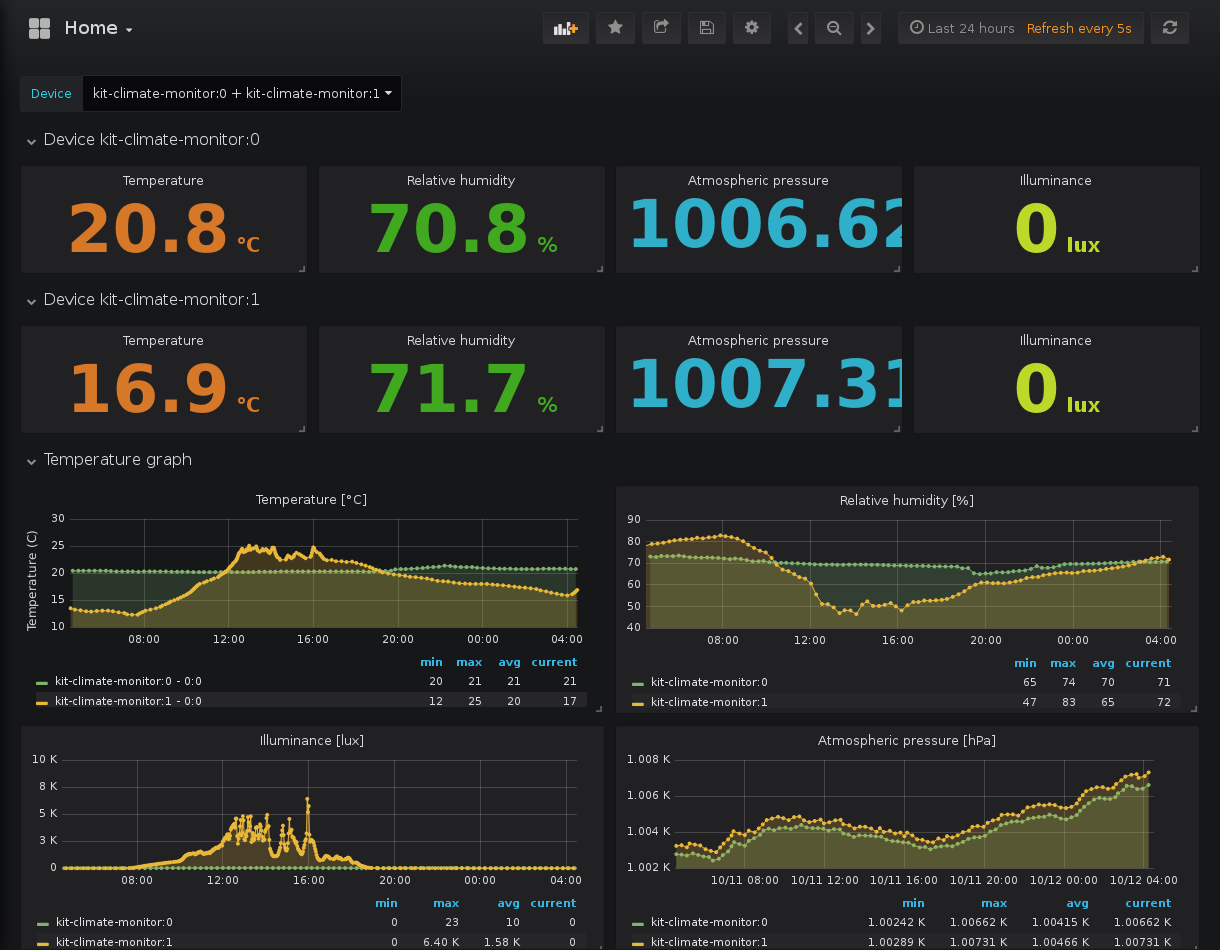 Home
Last 24 hours Refresh every 5s
Device kit-climate-monitor:0 + kit-climate-monitor:1
Device kit-climate-monitor:0
Temperature Relative humidity Atmospheric pressure Illuminance
20.8 °C 70.8 % 1006.62 0 lux
Device kit-climate-monitor:1
Temperature Relative humidity Atmospheric pressure Illuminance
16.9 °C 71.7 % 1007.31 0 lux
Temperature graph
Temperature [°C]
Temperature (C)
30
25
20
15
10
08:00 12:00 16:00 20:00 00:00 04:00
min max avg current
kit-climate-monitor:0 - 0:0 20 21 21 21
kit-climate-monitor:1 - 0:0 12 25 20 17
Relative humidity [%]
90
80
70
60
50
40
08:00 12:00 16:00 20:00 00:00 04:00
min max avg current
kit-climate-monitor:0 65 74 70 71
kit-climate-monitor:1 47 83 65 72
Illuminance [lux]
10 K
8 K
5 K
3 K
0
08:00 12:00 16:00 20:00 00:00 04:00
min max avg current
kit-climate-monitor:0 0 23 10 0
kit-climate-monitor:1 0 6.40 K 1.58 K 0
Atmospheric pressure [hPa]
1.008 K
1.006 K
1.004 K
1.002 K
10/11 08:00 10/11 12:00 10/11 16:00 10/11 20:00 10/12 00:00 10/12 04:00
min max avg current
kit-climate-monitor:0 1.00242 K 1.00662 K 1.00415 K 1.00662 K
kit-climate-monitor:1 1.00289 K 1.00731 K 1.00466 K 1.00731 K